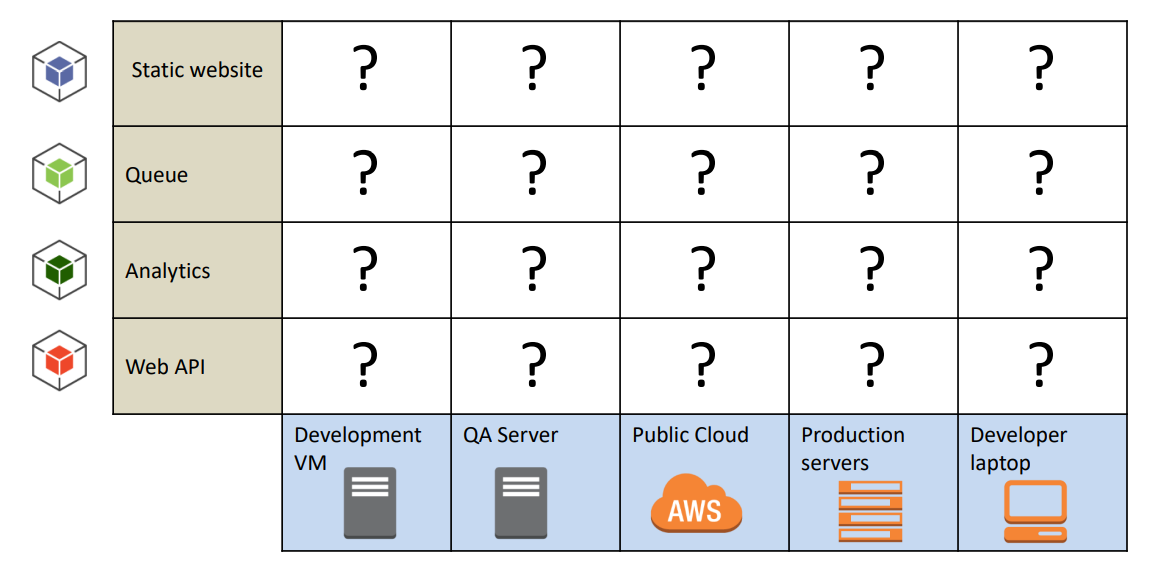 Static website ? ? ? ? ?
Queue ? ? ? ? ?
Analytics ? ? ? ? ?
Web API ? ? ? ? ?
Development VM
QA Server
Public Cloud
AWS
Production servers
Developer laptop